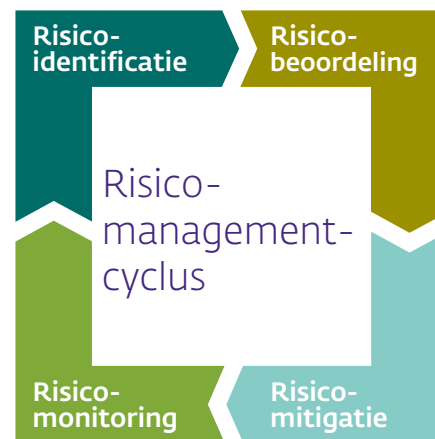 Risico-
identificatie
Risico-
beoordeling
Risico-
management-
cyclus
Risico-
monitoring
Risico-
mitigatie